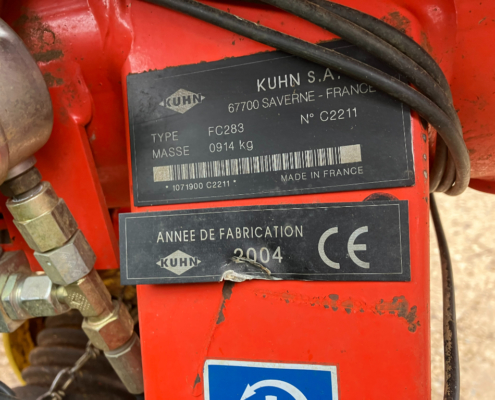 KUHN
KUHN S.A.
67700 SAVERNE - FRANCE
TYPE FC283 N° C2211
MASSE 0914 kg
* 1071900 C2211 *
MADE IN FRANCE
ANNEE DE FABRICATION
KUHN 2004 CE